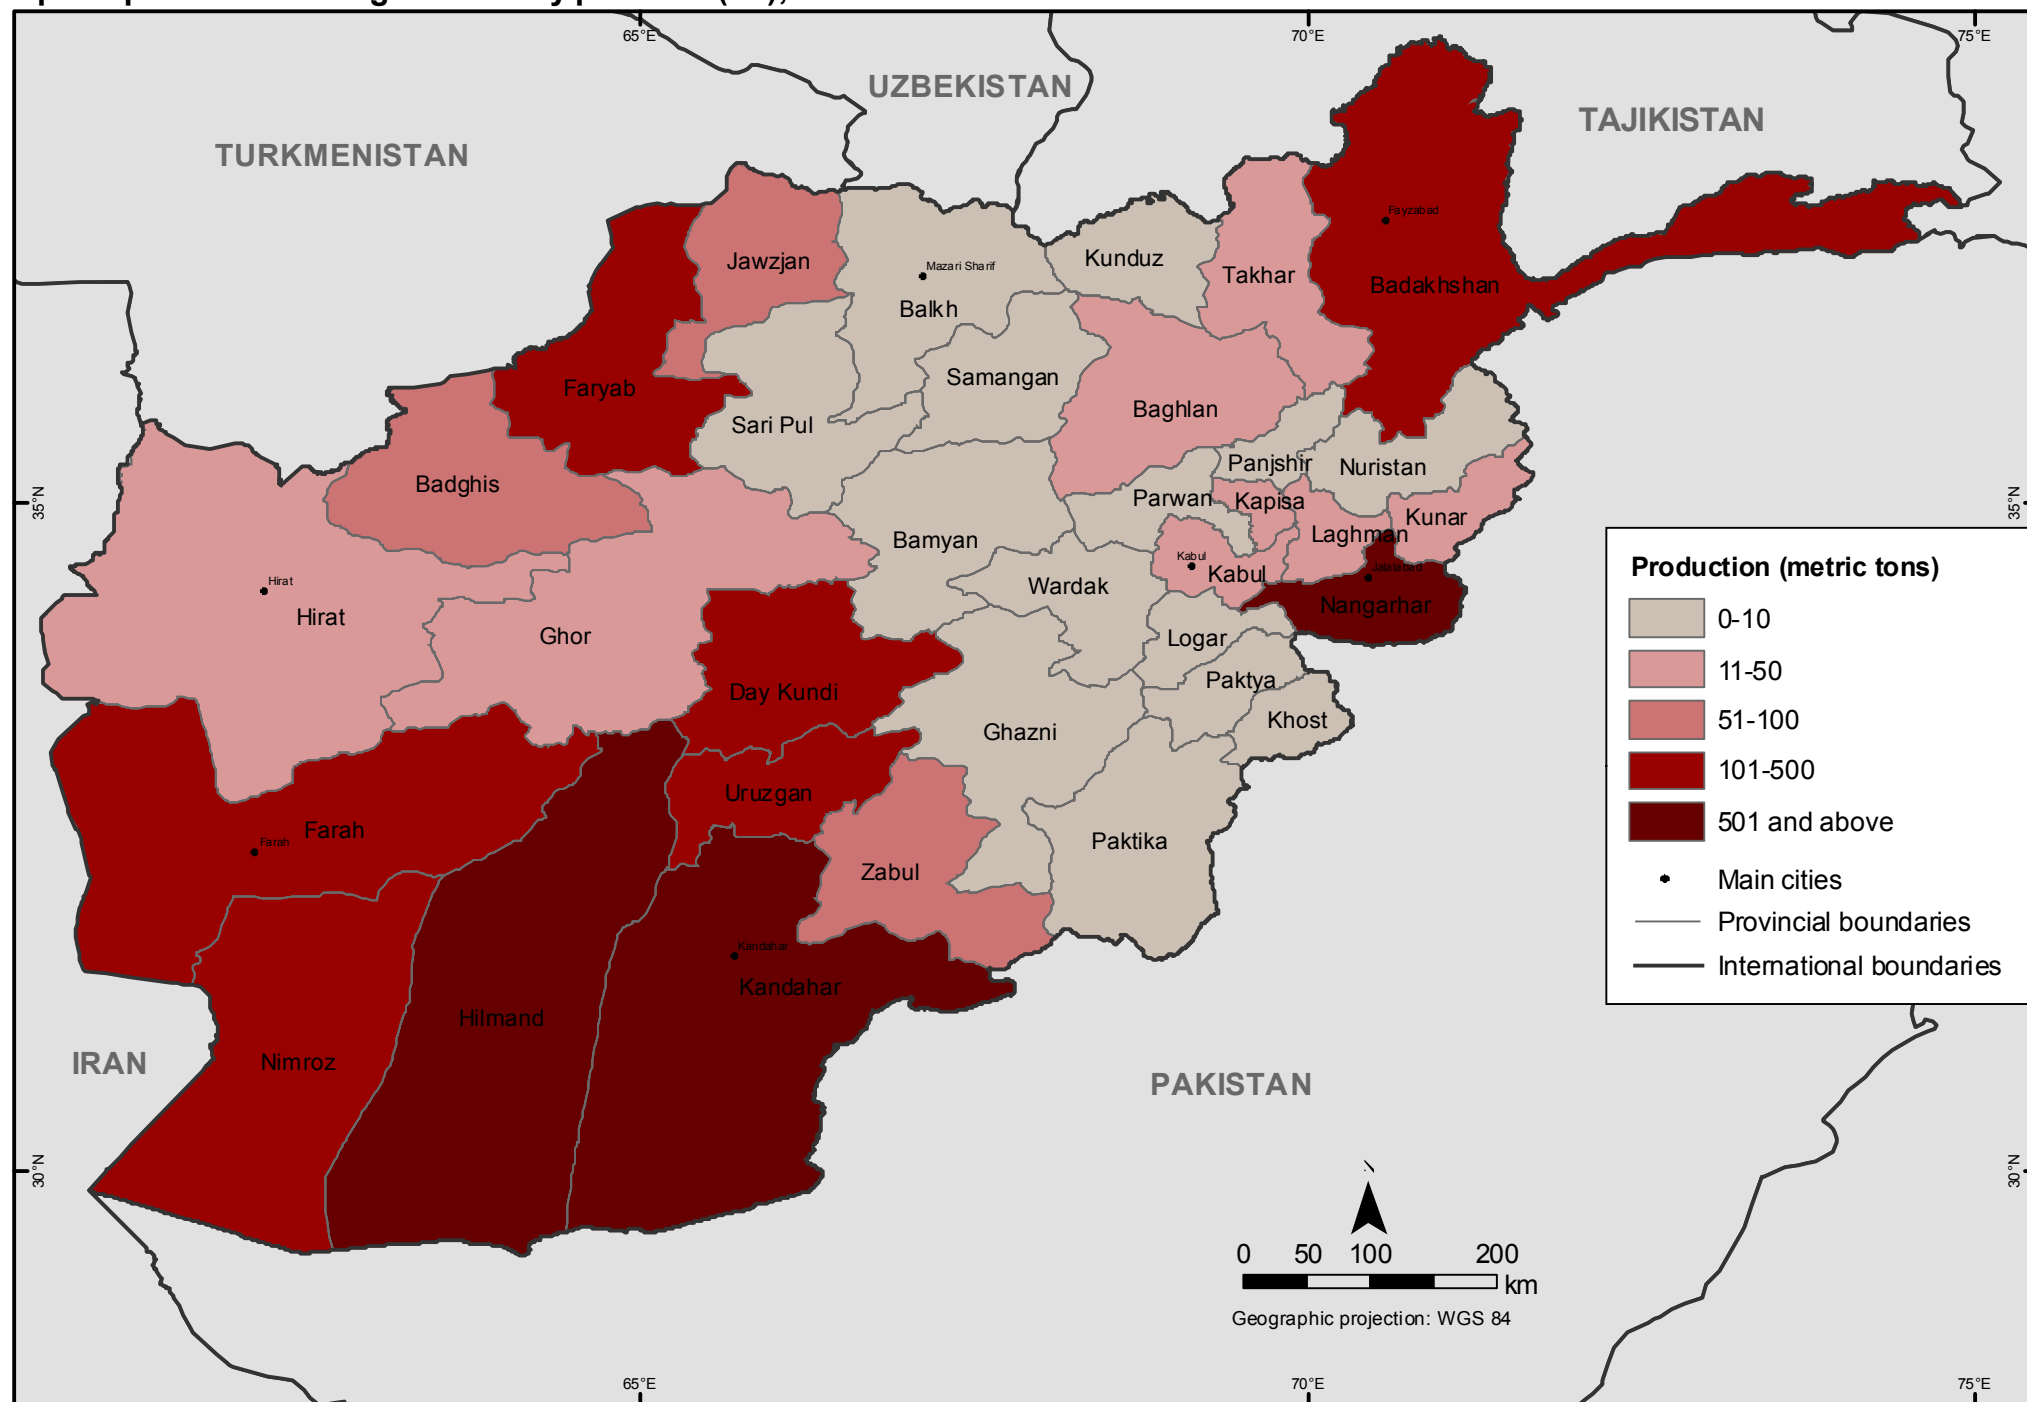 65°E
70°E
75°E
UZBEKISTAN
TAJIKISTAN
TURKMENISTAN
Fayzabad
Jawzjan
Kunduz
Mazari Sharif
Takhar
Badakhshan
Balkh
Faryab
Samangan
Baghlan
Sari Pul
Panjshir
Nuristan
Badghis
Parwan
Kapisa
35°N
35°N
Kunar
Laghman
Bamyan
Kabul
Kabul
Jalalabad
Hirat
Wardak
Nangarhar
Hirat
Ghor
Logar
Paktya
Day Kundi
Khost
Ghazni
Uruzgan
Farah
Farah
Paktika
Zabul
Kandahar
Kandahar
Hilmand
Nimroz
IRAN
PAKISTAN
Production (metric tons)
0-10
11-50
51-100
101-500
501 and above
Main cities
Provincial boundaries
International boundaries
30°N
30°N
0 50 100 200
km
Geographic projection: WGS 84
65°E
70°E
75°E